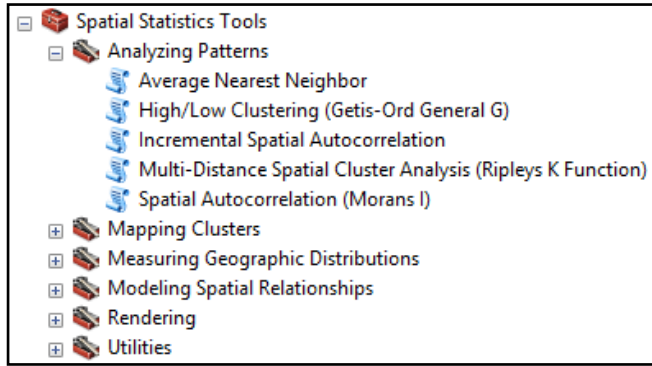 Spatial Statistics Tools
Analyzing Patterns
Average Nearest Neighbor
High/Low Clustering (Getis-Ord General G)
Incremental Spatial Autocorrelation
Multi-Distance Spatial Cluster Analysis (Ripleys K Function)
Spatial Autocorrelation (Morans I)
Mapping Clusters
Measuring Geographic Distributions
Modeling Spatial Relationships
Rendering
Utilities